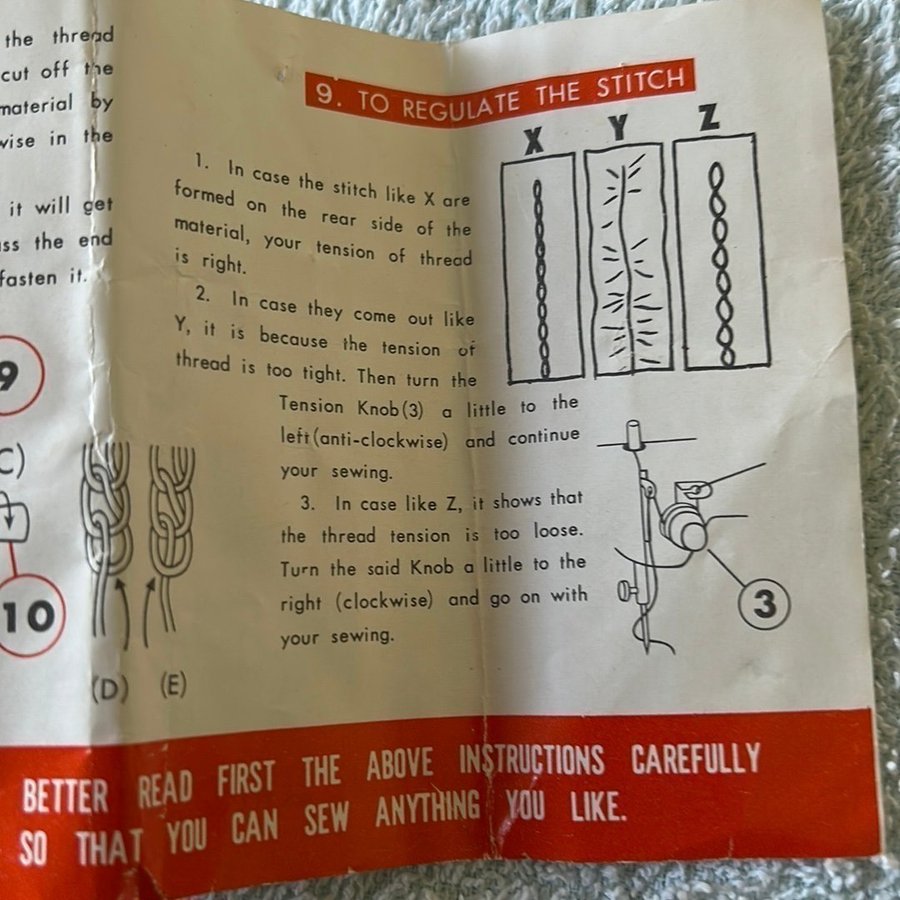 the thread
cut off the
material by
wise in the
it will get
the end
fasten it.
9
C)
10
(D) (E)
9. TO REGULATE THE STITCH
X Y Z
1. In case the stitch like X are
formed on the rear side of the
material, your tension of thread
is right.
2. In case they come out like
Y, it is because the tension of
thread is too tight. Then turn the
Tension Knob(3) a little to the
left(anti-clockwise) and continue
your sewing.
3. In case like Z, it shows that
the thread tension is too loose.
Turn the said Knob a little to the
right (clockwise) and go on with
your sewing.
3
BETTER READ FIRST THE ABOVE INSTRUCTIONS CAREFULLY
SO THAT YOU CAN SEW ANYTHING YOU LIKE.